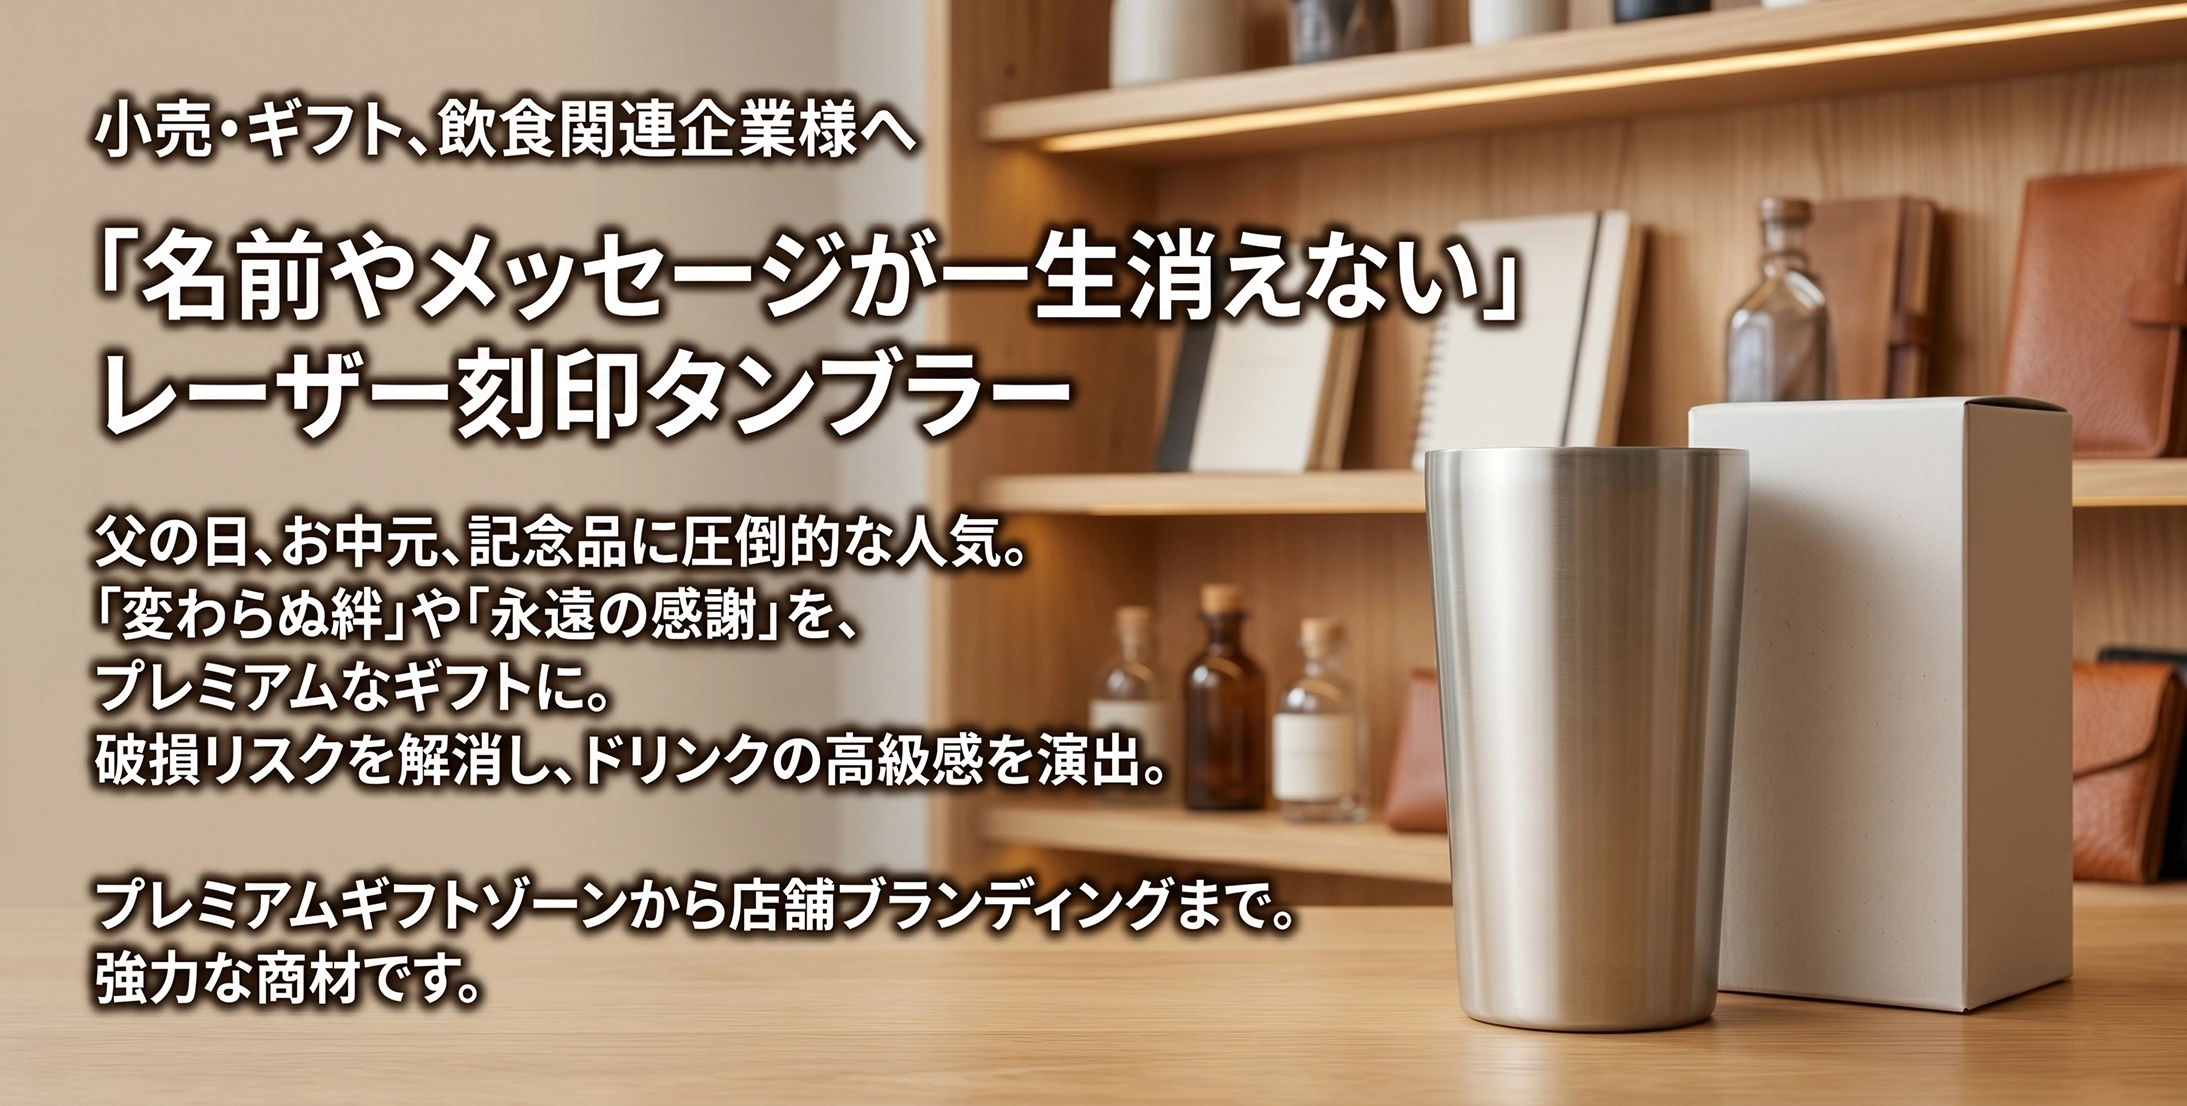 小売・ギフト、飲食関連企業様へ
「名前やメッセージが一生消えない」
レーザー刻印タンブラー
父の日、お中元、記念品に圧倒的な人気。
「変わらぬ絆」や「永遠の感謝」を、
プレミアムなギフトに。
破損リスクを解消し、ドリンクの高級感を演出。
プレミアムギフトゾーンから店舗ブランディングまで。
強力な商材です。